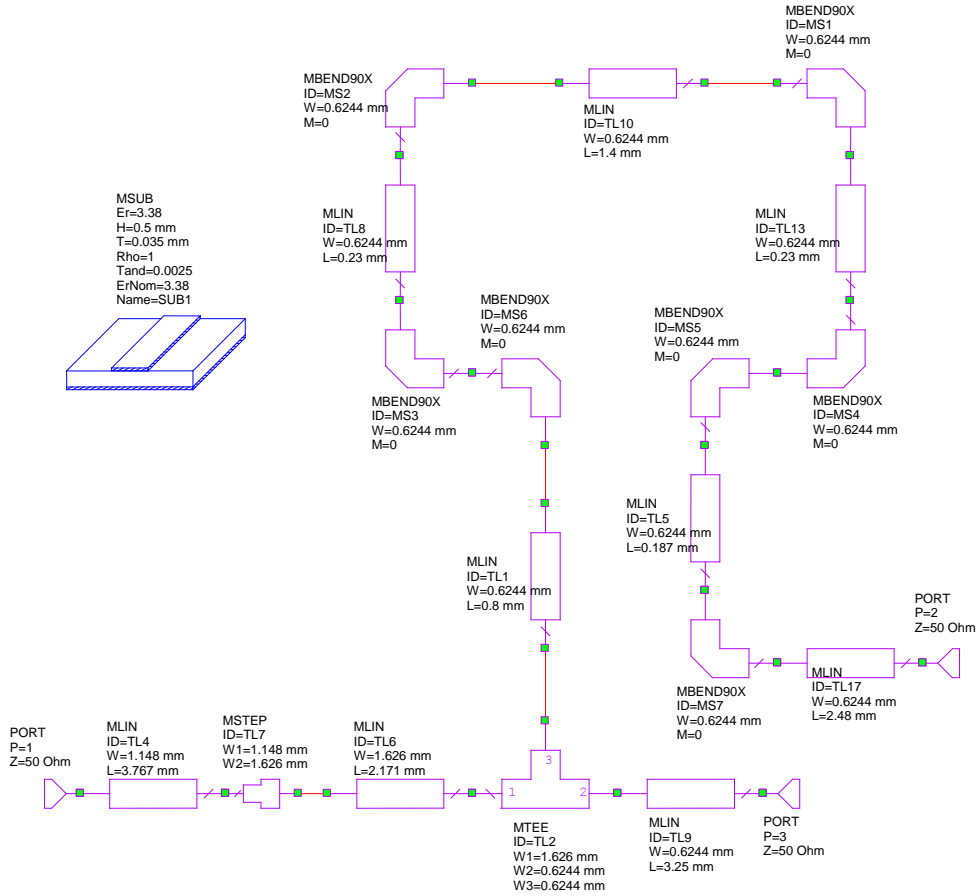 MBEND90X
ID=MS1
W=0.6244 mm
M=0
MBEND90X
ID=MS2
W=0.6244 mm
M=0
MLIN
ID=TL10
W=0.6244 mm
L=1.4 mm
MSUB
Er=3.38
H=0.5 mm
T=0.035 mm
Rho=1
Tand=0.0025
ErNom=3.38
Name=SUB1
MLIN
ID=TL8
W=0.6244 mm
L=0.23 mm
MLIN
ID=TL13
W=0.6244 mm
L=0.23 mm
MBEND90X
ID=MS6
W=0.6244 mm
M=0
MBEND90X
ID=MS5
W=0.6244 mm
M=0
MBEND90X
ID=MS3
W=0.6244 mm
M=0
MBEND90X
ID=MS4
W=0.6244 mm
M=0
MLIN
ID=TL5
W=0.6244 mm
L=0.187 mm
MLIN
ID=TL1
W=0.6244 mm
L=0.8 mm
PORT
P=2
Z=50 Ohm
MBEND90X
ID=MS7
W=0.6244 mm
M=0
MLIN
ID=TL17
W=0.6244 mm
L=2.48 mm
PORT
P=1
Z=50 Ohm
MLIN
ID=TL4
W=1.148 mm
L=3.767 mm
MSTEP
ID=TL7
W1=1.148 mm
W2=1.626 mm
MLIN
ID=TL6
W=1.626 mm
L=2.171 mm
3
1
2
MTEE
ID=TL2
W1=1.626 mm
W2=0.6244 mm
W3=0.6244 mm
MLIN
ID=TL9
W=0.6244 mm
L=3.25 mm
PORT
P=3
Z=50 Ohm